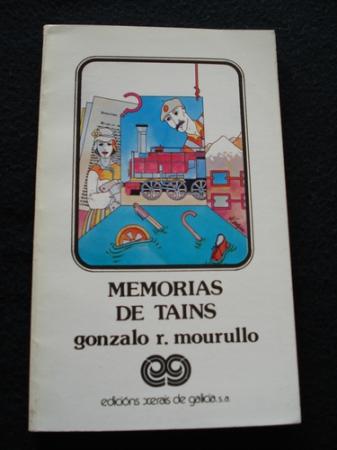 MEMORIAS
DE TAINS
gonzalo r. mourullo
edicións xerais de galicia, s.a.